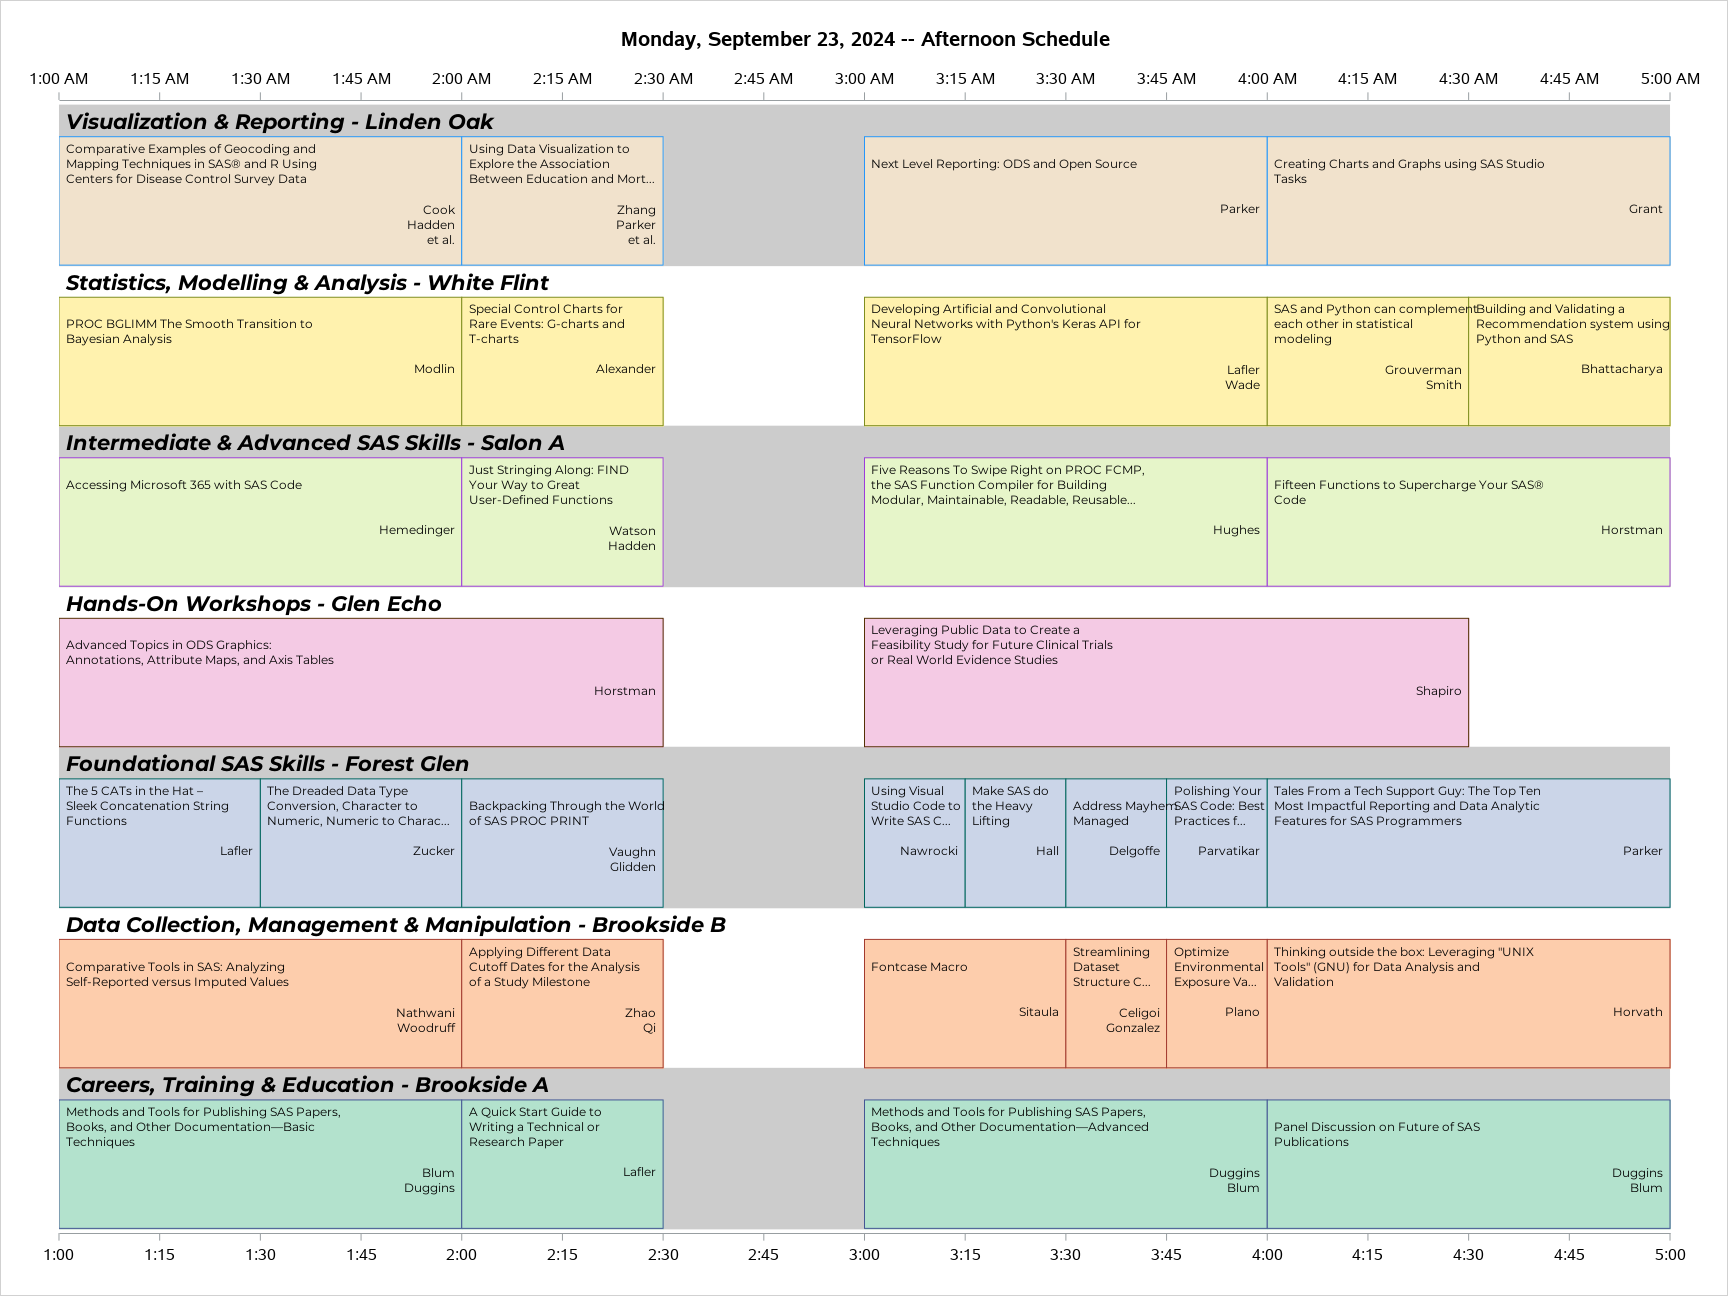 Monday, September 23, 2024 -- Afternoon Schedule
1:00 AM 1:15 AM 1:30 AM 1:45 AM 2:00 AM 2:15 AM 2:30 AM 2:45 AM 3:00 AM 3:15 AM 3:30 AM 3:45 AM 4:00 AM 4:15 AM 4:30 AM 4:45 AM 5:00 AM
Visualization & Reporting - Linden Oak
Comparative Examples of Geocoding and
Mapping Techniques in SAS® and R Using
Centers for Disease Control Survey Data
Cook
Hadden
et al.
Using Data Visualization to
Explore the Association
Between Education and Mort...
Zhang
Parker
et al.
Next Level Reporting: ODS and Open Source
Parker
Creating Charts and Graphs using SAS Studio
Tasks
Grant
Statistics, Modelling & Analysis - White Flint
PROC BGLIMM The Smooth Transition to
Bayesian Analysis
Modlin
Special Control Charts for
Rare Events: G-charts and
T-charts
Alexander
Developing Artificial and Convolutional
Neural Networks with Python's Keras API for
TensorFlow
Lafler
Wade
SAS and Python can complement
each other in statistical
modeling
Grouverman
Smith
Building and Validating a
Recommendation system using
Python and SAS
Bhattacharya
Intermediate & Advanced SAS Skills - Salon A
Accessing Microsoft 365 with SAS Code
Hemedinger
Just Stringing Along: FIND
Your Way to Great
User-Defined Functions
Watson
Hadden
Five Reasons To Swipe Right on PROC FCMP,
the SAS Function Compiler for Building
Modular, Maintainable, Readable, Reusable...
Hughes
Fifteen Functions to Supercharge Your SAS®
Code
Horstman
Hands-On Workshops - Glen Echo
Advanced Topics in ODS Graphics:
Annotations, Attribute Maps, and Axis Tables
Horstman
Leveraging Public Data to Create a
Feasibility Study for Future Clinical Trials
or Real World Evidence Studies
Shapiro
Foundational SAS Skills - Forest Glen
The 5 CATs in the Hat –
Sleek Concatenation String
Functions
Lafler
The Dreaded Data Type
Conversion, Character to
Numeric, Numeric to Charac...
Zucker
Backpacking Through the World
of SAS PROC PRINT
Vaughn
Glidden
Using Visual
Studio Code to
Write SAS C...
Nawrocki
Make SAS do
the Heavy
Lifting
Hall
Address Mayhem
Managed
Delgoffe
Polishing Your
SAS Code: Best
Practices f...
Parvatikar
Tales From a Tech Support Guy: The Top Ten
Most Impactful Reporting and Data Analytic
Features for SAS Programmers
Parker
Data Collection, Management & Manipulation - Brookside B
Comparative Tools in SAS: Analyzing
Self-Reported versus Imputed Values
Nathwani
Woodruff
Applying Different Data
Cutoff Dates for the Analysis
of a Study Milestone
Zhao
Qi
Fontcase Macro
Sitaula
Streamlining
Dataset
Structure C...
Celigoi
Gonzalez
Optimize
Environmental
Exposure Va...
Plano
Thinking outside the box: Leveraging "UNIX
Tools" (GNU) for Data Analysis and
Validation
Horvath
Careers, Training & Education - Brookside A
Methods and Tools for Publishing SAS Papers,
Books, and Other Documentation—Basic
Techniques
Blum
Duggins
A Quick Start Guide to
Writing a Technical or
Research Paper
Lafler
Methods and Tools for Publishing SAS Papers,
Books, and Other Documentation—Advanced
Techniques
Duggins
Blum
Panel Discussion on Future of SAS
Publications
Duggins
Blum
1:00 1:15 1:30 1:45 2:00 2:15 2:30 2:45 3:00 3:15 3:30 3:45 4:00 4:15 4:30 4:45 5:00